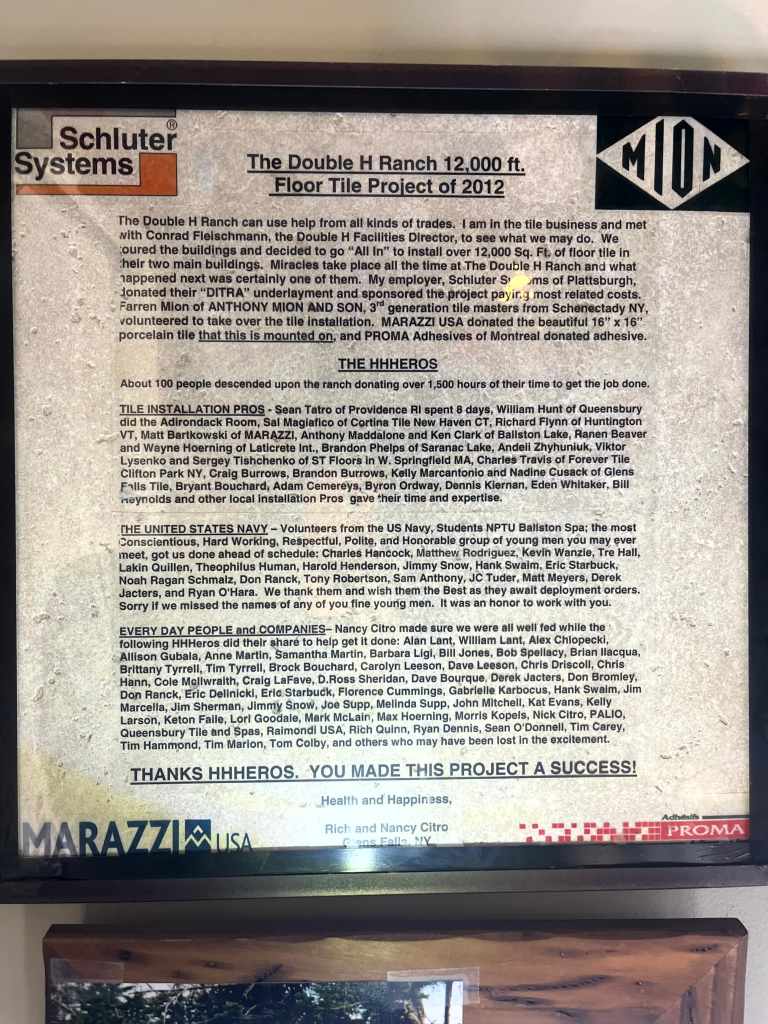 Schluter®
Systems
MION
The Double H Ranch 12,000 ft.
Floor Tile Project of 2012
The Double H Ranch can use help from all kinds of trades. I am in the tile business and met
with Conrad Fleischmann, the Double H Facilities Director, to see what we may do. We
toured the buildings and decided to go “All In” to install over 12,000 Sq. Ft. of floor tile in
their two main buildings. Miracles take place all the time at The Double H Ranch and what
happened next was certainly one of them. My employer, Schluter Systems of Plattsburgh,
donated their “DITRA” underlayment and sponsored the project paying most related costs.
Farren Mion of ANTHONY MION AND SON, 3rd generation tile masters from Schenectady NY,
volunteered to take over the tile installation. MARAZZI USA donated the beautiful 16” x 16”
porcelain tile that this is mounted on, and PROMA Adhesives of Montreal donated adhesive.
THE HHHEROS
About 100 people descended upon the ranch donating over 1,500 hours of their time to get the job done.
TILE INSTALLATION PROS - Sean Tatro of Providence RI spent 8 days, William Hunt of Queensbury
did the Adirondack Room, Sal Magiafico of Cortina Tile New Haven CT, Richard Flynn of Huntington
VT, Matt Bartkowski of MARAZZI, Anthony Maddalone and Ken Clark of Ballston Lake, Ranen Beaver
and Wayne Hoerning of Laticrete Int., Brandon Phelps of Saranac Lake, Andeii Zhyhuniuk, Viktor
Lysenko and Sergey Tishchenko of ST Floors in W. Springfield MA, Charles Travis of Forever Tile
Clifton Park NY, Craig Burrows, Brandon Burrows, Kelly Marcantonio and Nadine Cusack of Glens
Falls Tile, Bryant Bouchard, Adam Cemereys, Byron Ordway, Dennis Kiernan, Eden Whitaker, Bill
Reynolds and other local Installation Pros gave their time and expertise.
THE UNITED STATES NAVY – Volunteers from the US Navy, Students NPTU Ballston Spa; the most
Conscientious, Hard Working, Respectful, Polite, and Honorable group of young men you may ever
meet, got us done ahead of schedule: Charles Hancock, Matthew Rodriguez, Kevin Wanzie, Tre Hall,
Lakin Quillen, Theophilus Human, Harold Henderson, Jimmy Snow, Hank Swaim, Eric Starbuck,
Noah Ragan Schmalz, Don Ranck, Tony Robertson, Sam Anthony, JC Tuder, Matt Meyers, Derek
Jacters, and Ryan O'Hara. We thank them and wish them the Best as they await deployment orders.
Sorry if we missed the names of any of you fine young men. It was an honor to work with you.
EVERY DAY PEOPLE and COMPANIES– Nancy Citro made sure we were all well fed while the
following HHHeros did their share to help get it done: Alan Lant, William Lant, Alex Chlopecki,
Allison Gubala, Anne Martin, Samantha Martin, Barbara Ligi, Bill Jones, Bob Spellacy, Brian Ilacqua,
Brittany Tyrrell, Tim Tyrrell, Brock Bouchard, Carolyn Leeson, Dave Leeson, Chris Driscoll, Chris
Hann, Cole McIlwraith, Craig LaFave, D.Ross Sheridan, Dave Bourque, Derek Jacters, Don Bromley,
Don Ranck, Eric Delinicki, Eric Starbuck, Florence Cummings, Gabrielle Karbocus, Hank Swaim, Jim
Marcella, Jim Sherman, Jimmy Snow, Joe Supp, Melinda Supp, John Mitchell, Kat Evans, Kelly
Larson, Keton Faile, Lori Goodale, Mark McLain, Max Hoerning, Morris Kopels, Nick Citro, PALIO,
Queensbury Tile and Spas, Raimondi USA, Rich Quinn, Ryan Dennis, Sean O'Donnell, Tim Carey,
Tim Hammond, Tim Marion, Tom Colby, and others who may have been lost in the excitement.
THANKS HHHEROS. YOU MADE THIS PROJECT A SUCCESS!
Health and Happiness,
Rich and Nancy Citro
Glens Falls, NY
MARAZZI USA
Adhésifs
PROMA